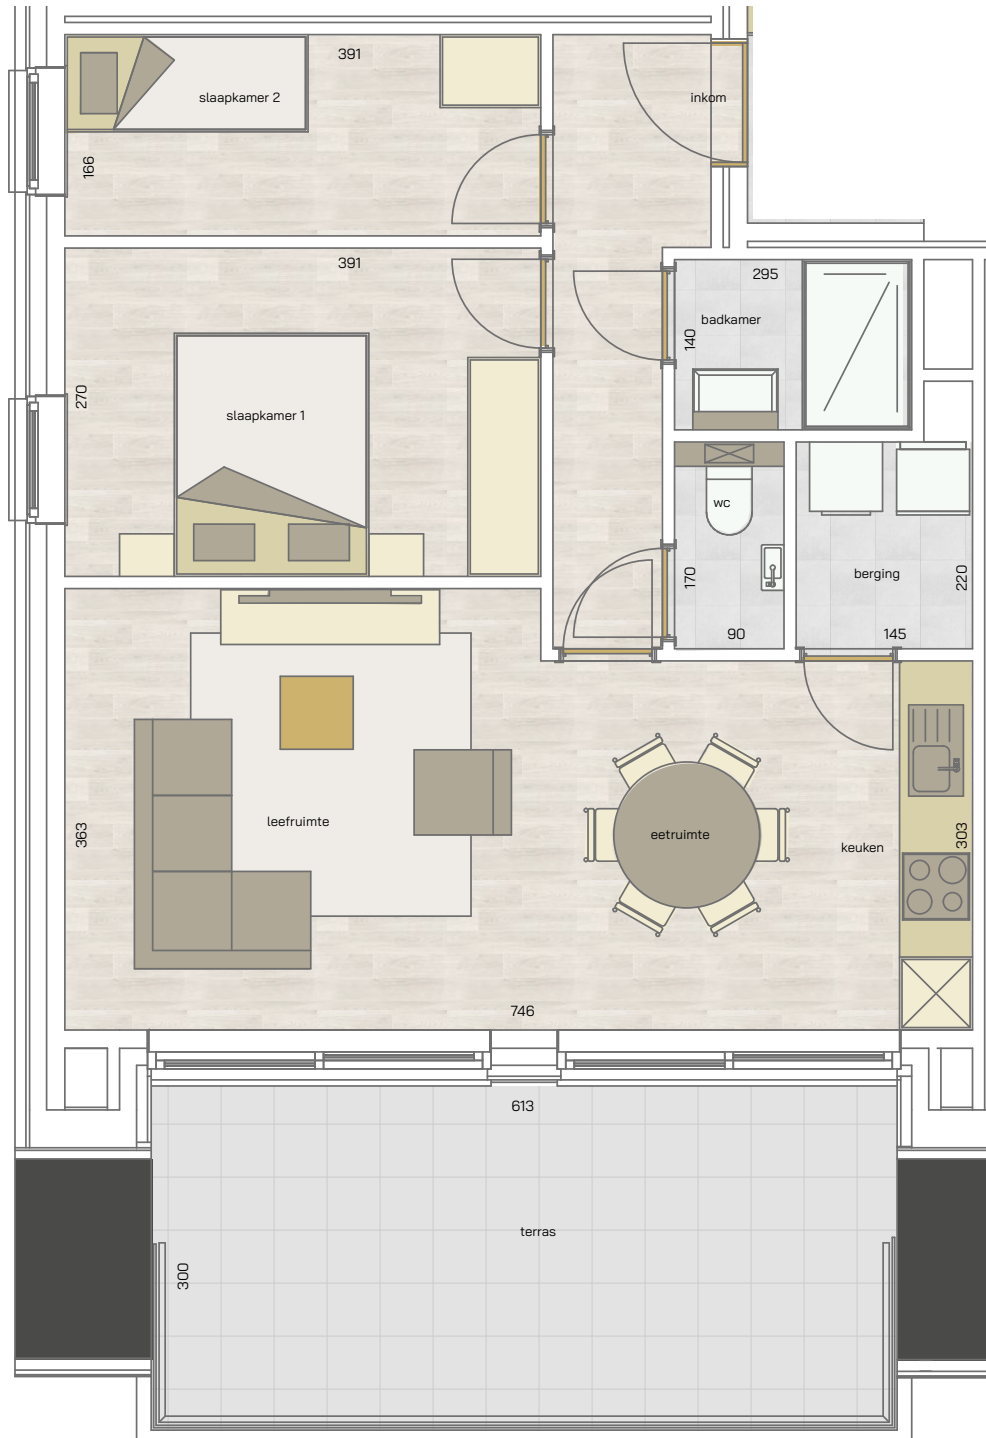 391
slaapkamer 2
inkom
166
391
295
badkamer
140
270
slaapkamer 1
wc
170
berging
220
90
145
leefruimte
363
eetruimte
keuken
303
746
613
terras
300